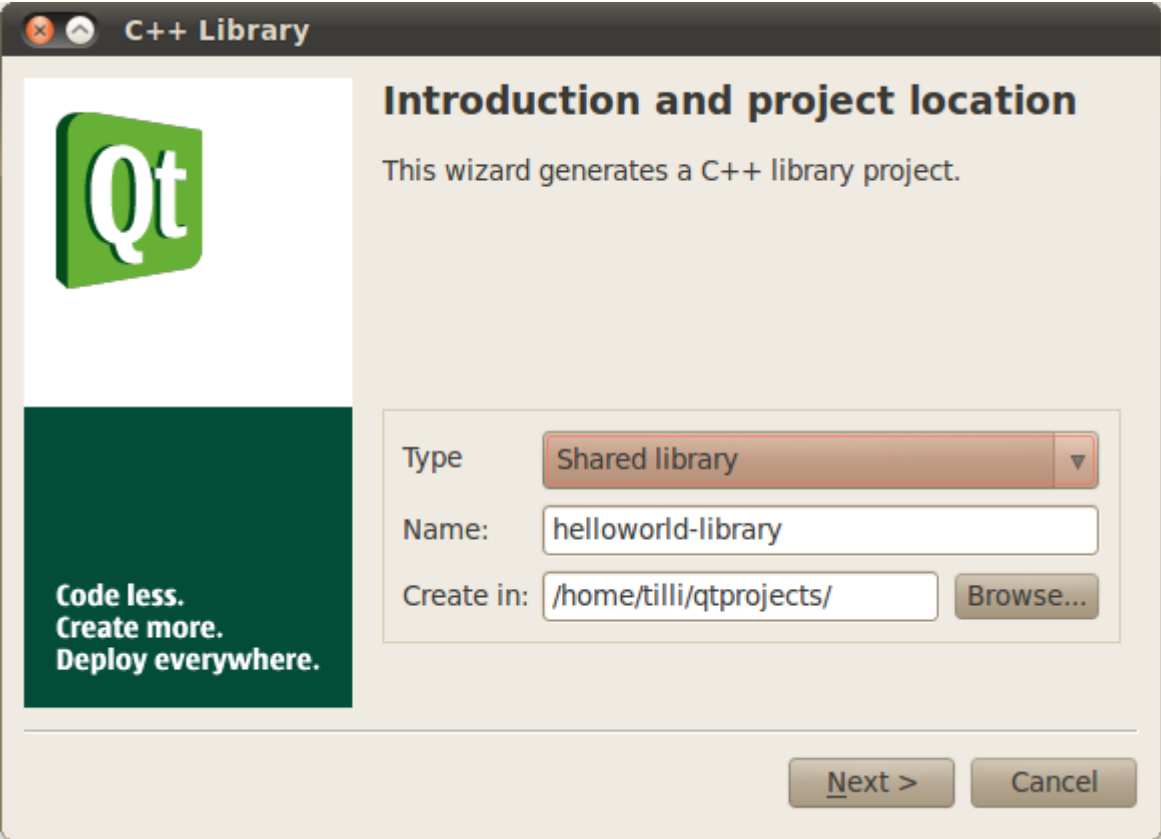 C++ Library
Qt
Introduction and project location
This wizard generates a C++ library project.
Type
Shared library
Name:
helloworld-library
Create in:
/home/tilli/qtprojects/
Browse...
Code less.
Create more.
Deploy everywhere.
Next >
Cancel